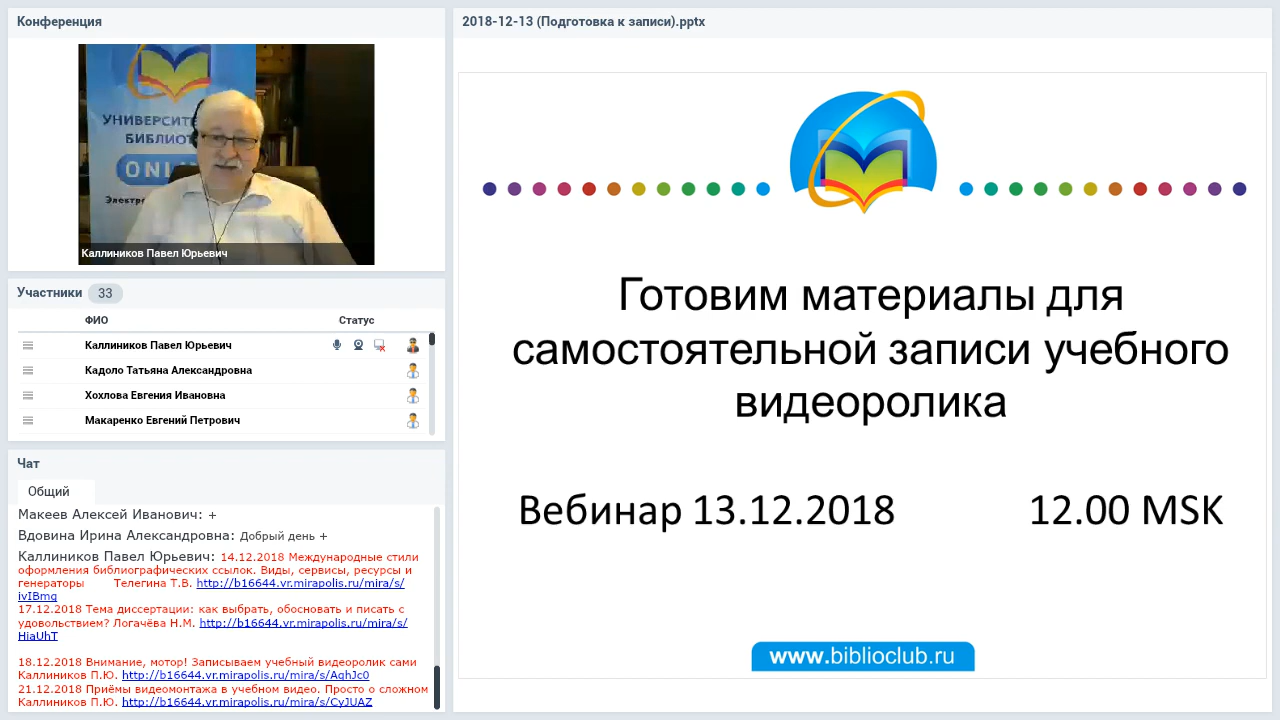 Конференция
УНИВЕРСИТ
БИБЛИОТ
ONLI
Электро
Каллиников Павел Юрьевич
Участники 33
ФИО Статус
Каллиников Павел Юрьевич
Кадоло Татьяна Александровна
Хохлова Евгения Ивановна
Макаренко Евгений Петрович
Чат
Общий
Макеев Алексей Иванович: +
Вдовина Ирина Александровна: Добрый день +
Каллиников Павел Юрьевич: 14.12.2018 Международные стили
оформления библиографических ссылок. Виды, сервисы, ресурсы и
генераторы Телегина Т.В. http://b16644.vr.mirapolis.ru/mira/s/
ivIBmq
17.12.2018 Тема диссертации: как выбрать, обосновать и писать с
удовольствием? Логачёва Н.М. http://b16644.vr.mirapolis.ru/mira/s/
HiaUhT
18.12.2018 Внимание, мотор! Записываем учебный видеоролик сами
Каллиников П.Ю. http://b16644.vr.mirapolis.ru/mira/s/AqhJc0
21.12.2018 Приёмы видеомонтажа в учебном видео. Просто о сложном
Каллиников П.Ю. http://b16644.vr.mirapolis.ru/mira/s/CyJUAZ
2018-12-13 (Подготовка к записи).pptx
Готовим материалы для
самостоятельной записи учебного
видеоролика
Вебинар 13.12.2018 12.00 MSK
www.biblioclub.ru